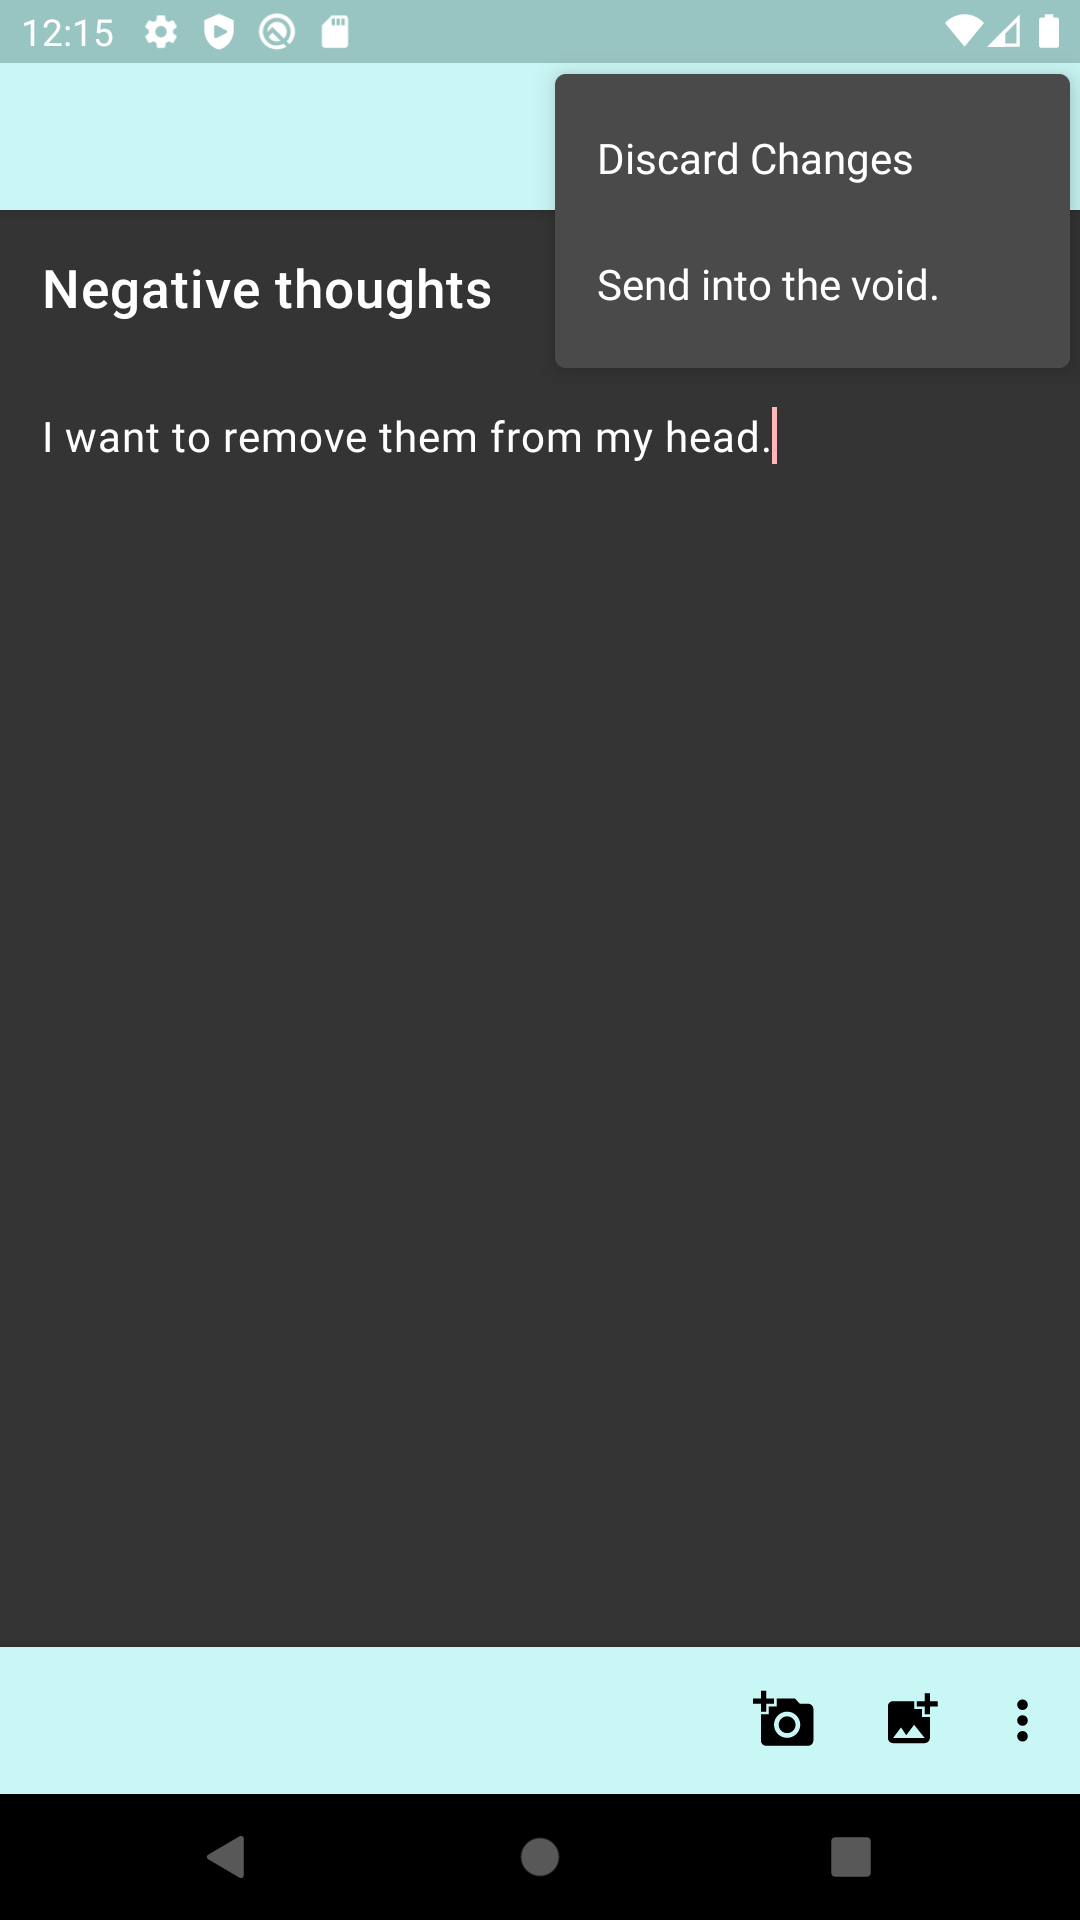 12:15
Discard Changes
Send into the void.
Negative thoughts
I want to remove them from my head.